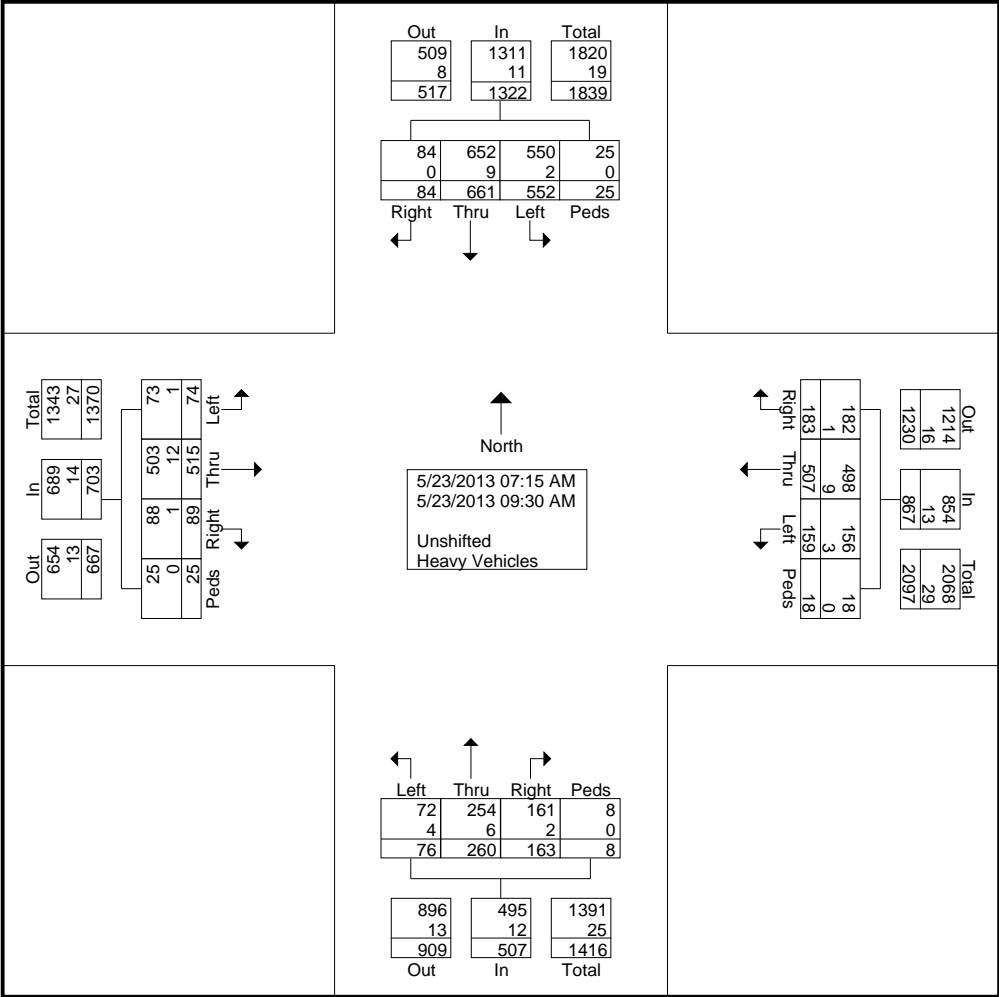 Out In Total
509 1311 1820
8 11 19
517 1322 1839
84 652 550 25
0 9 2 0
84 661 552 25
Right Thru Left Peds
Total
1343
27
1370
In
689
14
703
Out
654
13
667
73
1
74
Left
503
12
515
Thru
88
1
89
Right
25
0
25
Peds
North
5/23/2013 07:15 AM
5/23/2013 09:30 AM
Unshifted
Heavy Vehicles
Right
182
1
183
Thru
498
9
507
Left
156
3
159
Peds
18
0
18
Out
1214
16
1230
In
854
13
867
Total
2068
29
2097
Left Thru Right Peds
72 254 161 8
4 6 2 0
76 260 163 8
896 495 1391
13 12 25
909 507 1416
Out In Total